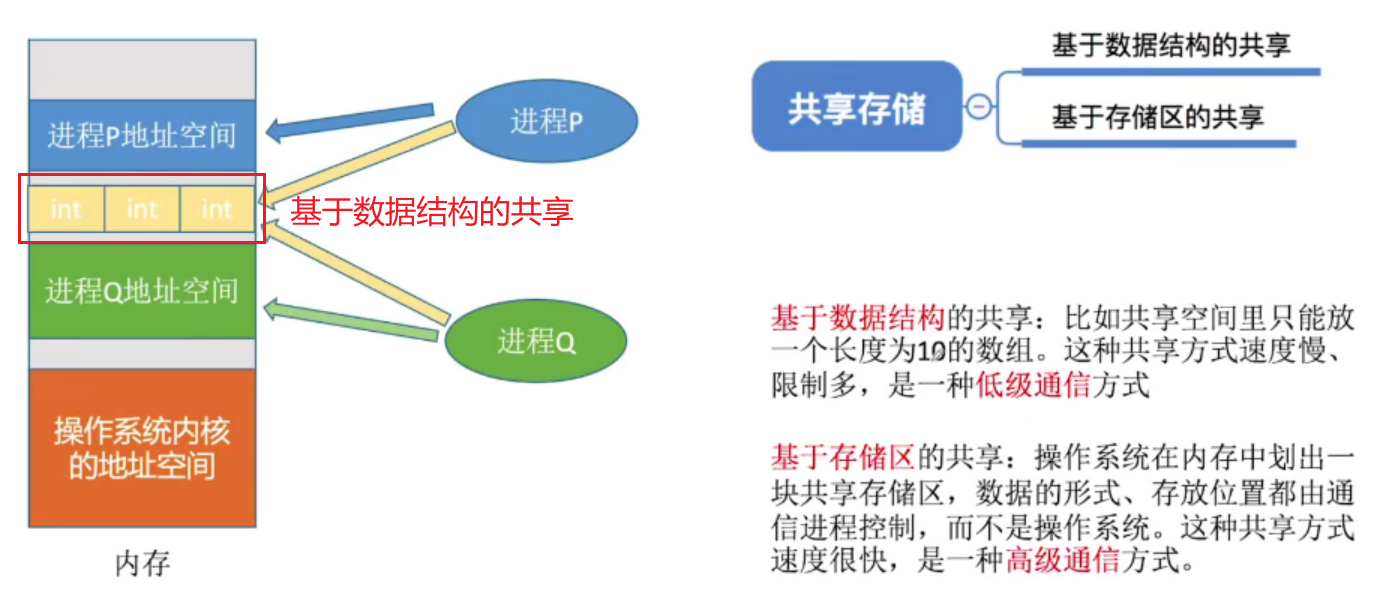 进程P地址空间
int int int
进程Q地址空间
操作系统内核
的地址空间
内存
进程P
基于数据结构的共享
进程Q
共享存储
基于数据结构的共享
基于存储区的共享
基于数据结构的共享：比如共享空间里只能放
一个长度为10的数组。这种共享方式速度慢、
限制多，是一种低级通信方式
基于存储区的共享：操作系统在内存中划出一
块共享存储区，数据的形式、存放位置都由通
信进程控制，而不是操作系统。这种共享方式
速度很快，是一种高级通信方式。